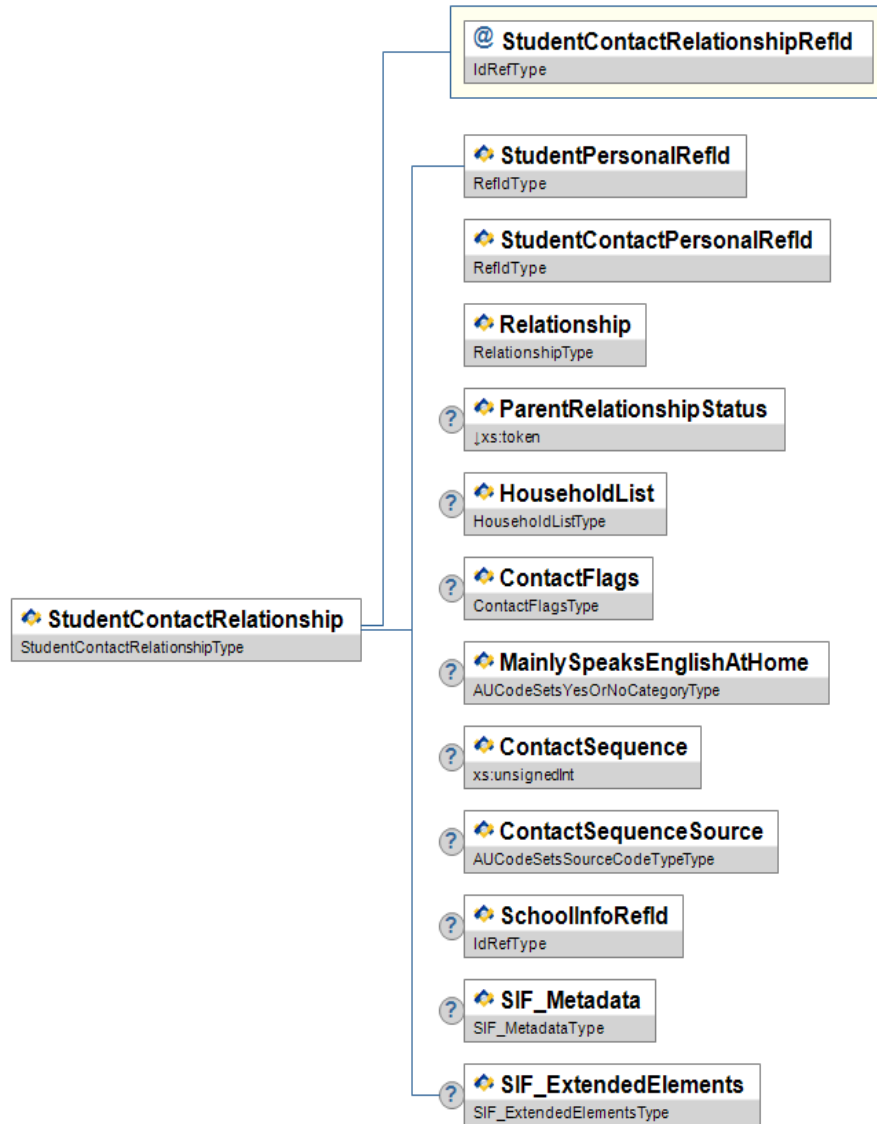 @ StudentContactRelationshipRefId
IdRefType
StudentPersonalRefId
RefIdType
StudentContactPersonalRefId
RefIdType
Relationship
RelationshipType
? ParentRelationshipStatus
↓xs:token
? HouseholdList
HouseholdListType
? ContactFlags
ContactFlagsType
StudentContactRelationship
StudentContactRelationshipType
? MainlySpeaksEnglishAtHome
AUCodeSetsYesOrNoCategoryType
? ContactSequence
xs:unsignedInt
? ContactSequenceSource
AUCodeSetsSourceCodeTypeType
? SchoolInfoRefId
IdRefType
? SIF_Metadata
SIF_MetadataType
? SIF_ExtendedElements
SIF_ExtendedElementsType